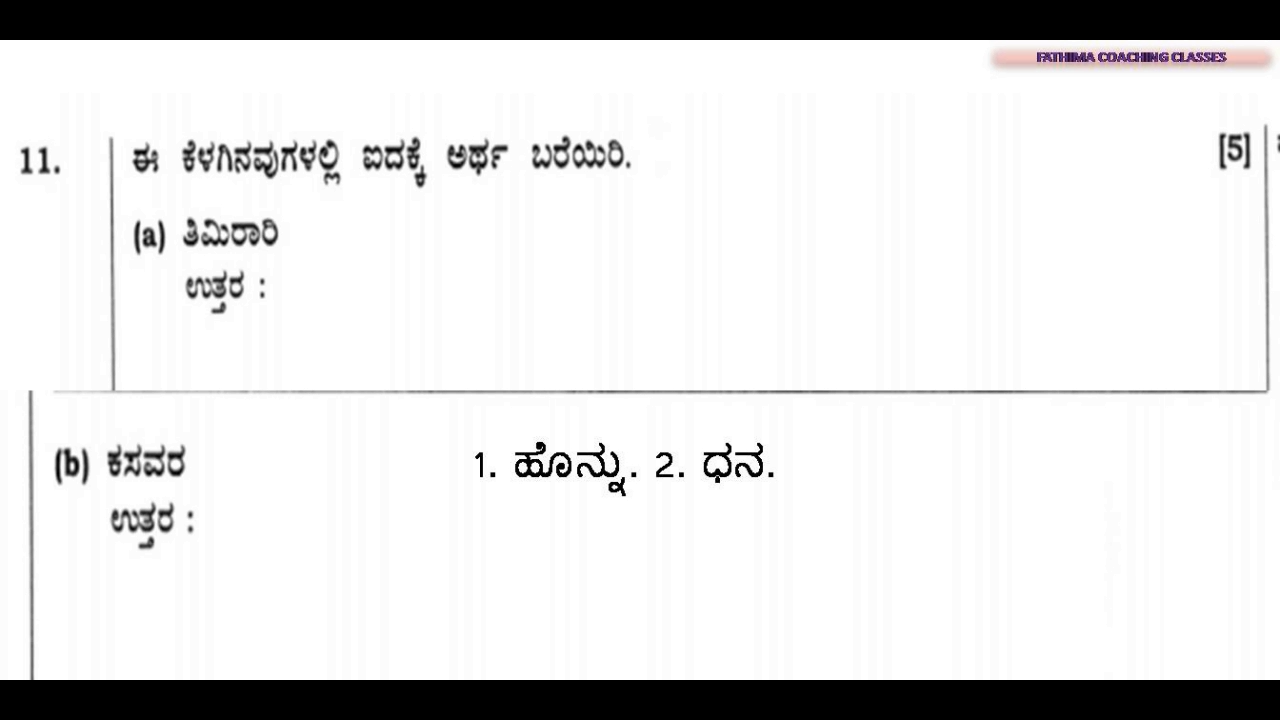 FATHIMA COACHING CLASSES
11. ಈ ಕೆಳಗಿನವುಗಳಲ್ಲಿ ಐದಕ್ಕೆ ಅರ್ಥ ಬರೆಯಿರಿ. [5]
(a) ತಿಮಿರಾರಿ
ಉತ್ತರ :
(b) ಕಸವರ 1. ಹೊನ್ನು. 2. ಧನ.
ಉತ್ತರ :